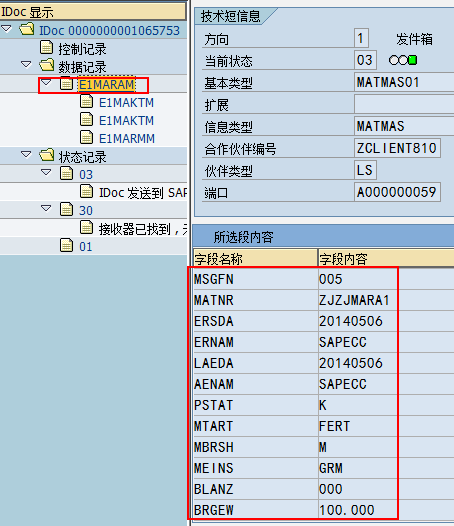 IDoc 显示
IDoc 0000000001065753
控制记录
数据记录
E1MARAM
E1MAKTM
E1MAKTM
E1MARMM
状态记录
03
IDoc 发送到 SAP
30
接收器已找到,
01
技术短信息
方向 1 发件箱
当前状态 03
基本类型 MATMAS01
扩展
信息类型 MATMAS
合作伙伴编号 ZCLIENT810
伙伴类型 LS
端口 A000000059
所选段内容
字段名称 字段内容
MSGFN 005
MATNR ZJZJMARA1
ERSDA 20140506
ERNAM SAPECC
LAEDA 20140506
AENAM SAPECC
PSTAT K
MTART FERT
MBRSH M
MEINS GRM
BLANZ 000
BRGEW 100.000